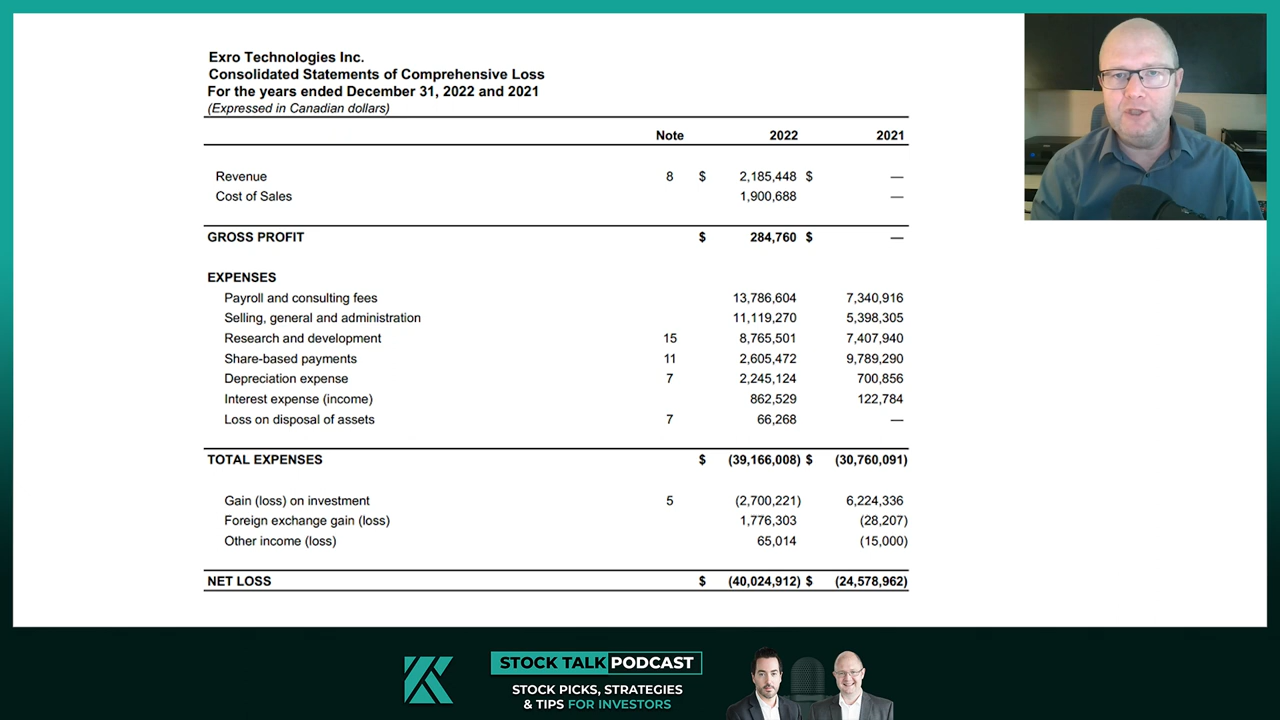 Exro Technologies Inc.
Consolidated Statements of Comprehensive Loss
For the years ended December 31, 2022 and 2021
(Expressed in Canadian dollars)
Note 2022 2021
Revenue 8 $ 2,185,448 $ —
Cost of Sales 1,900,688 —
GROSS PROFIT $ 284,760 $ —
EXPENSES
Payroll and consulting fees 13,786,604 7,340,916
Selling, general and administration 11,119,270 5,398,305
Research and development 15 8,765,501 7,407,940
Share-based payments 11 2,605,472 9,789,290
Depreciation expense 7 2,245,124 700,856
Interest expense (income) 862,529 122,784
Loss on disposal of assets 7 66,268 —
TOTAL EXPENSES $ (39,166,008) $ (30,760,091)
Gain (loss) on investment 5 (2,700,221) 6,224,336
Foreign exchange gain (loss) 1,776,303 (28,207)
Other income (loss) 65,014 (15,000)
NET LOSS $ (40,024,912) $ (24,578,962)
STOCK TALK PODCAST
STOCK PICKS, STRATEGIES
& TIPS FOR INVESTORS